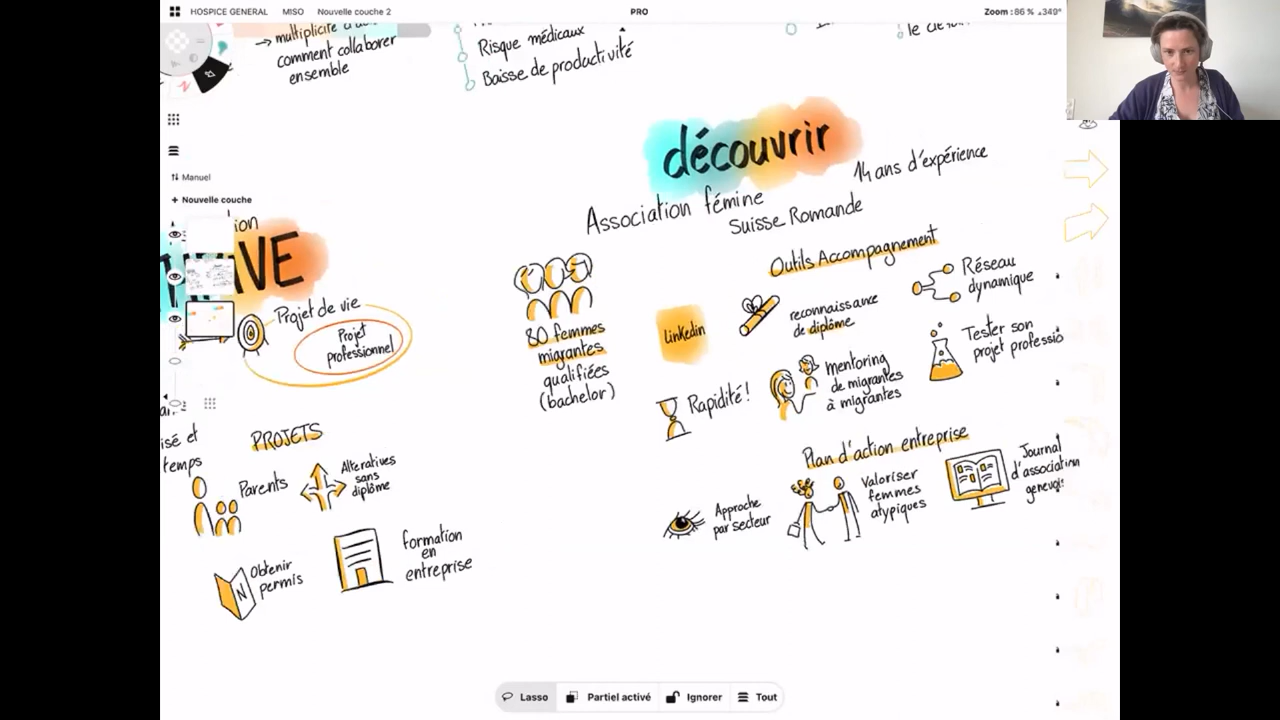 HOSPICE GENERAL
MISO
Nouvelle couche 2
PRO
Zoom : 86 % 349°
→ multiplicité
comment collaborer
ensemble
Risque médicaux
Baisse de productivité
Manuel
+ Nouvelle couche
découvrir
14 ans d'expérience
Association fémine
Suisse Romande
Projet de vie
Projet
professionnel
80 femmes
migrantes
qualifiées
(bachelor)
Outils Accompagnement
linkedin
reconnaissance
de diplôme
Réseau
dynamique
Rapidité !
mentoring
de migrantes
à migrantes
Tester son
projet professio
isé et
temps
PROJETS
Parents
Alteratives
sans
diplôme
Obtenir
permis
N
formation
en
entreprise
Plan d'action entreprise
Approche
par secteur
Valoriser
femmes
atypiques
Journal
d'association
genevois
Lasso
Partiel activé
Ignorer
Tout